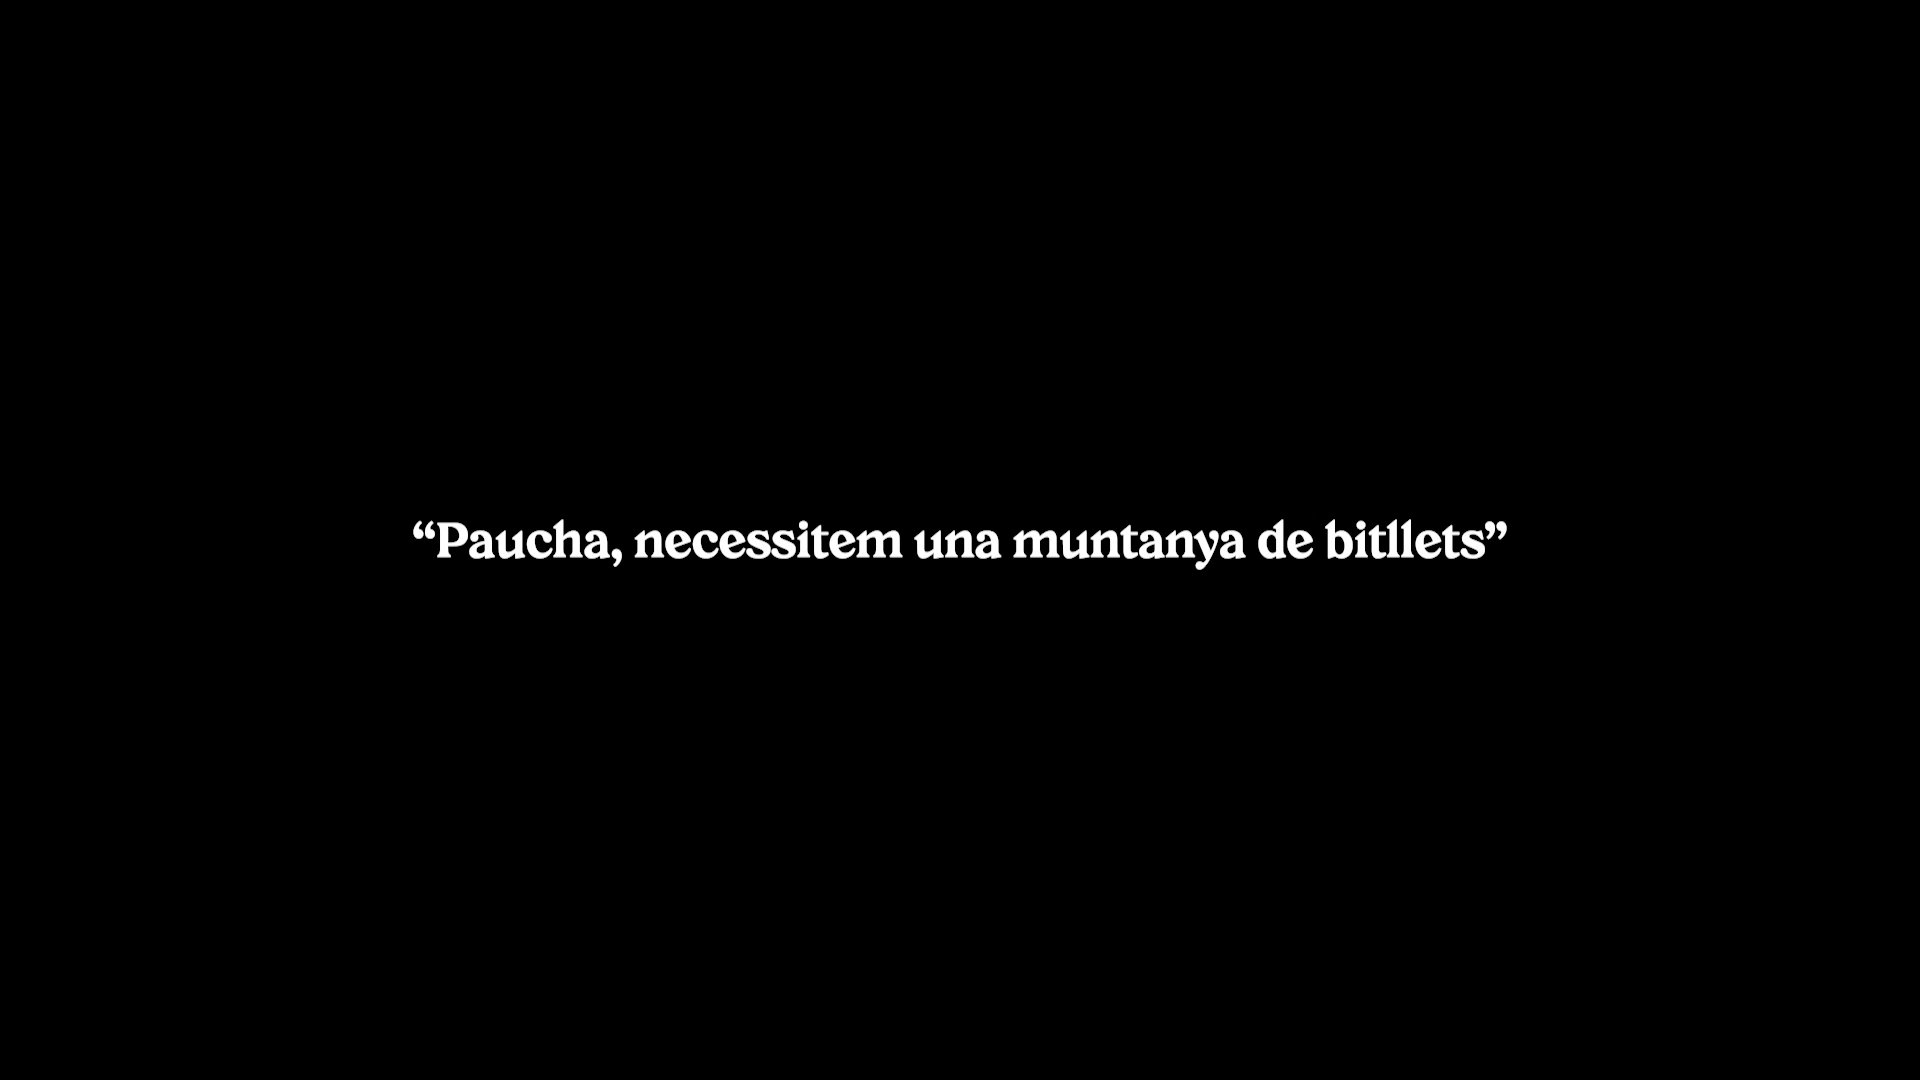 “Paucha, necessitem una muntanya de bitllets”